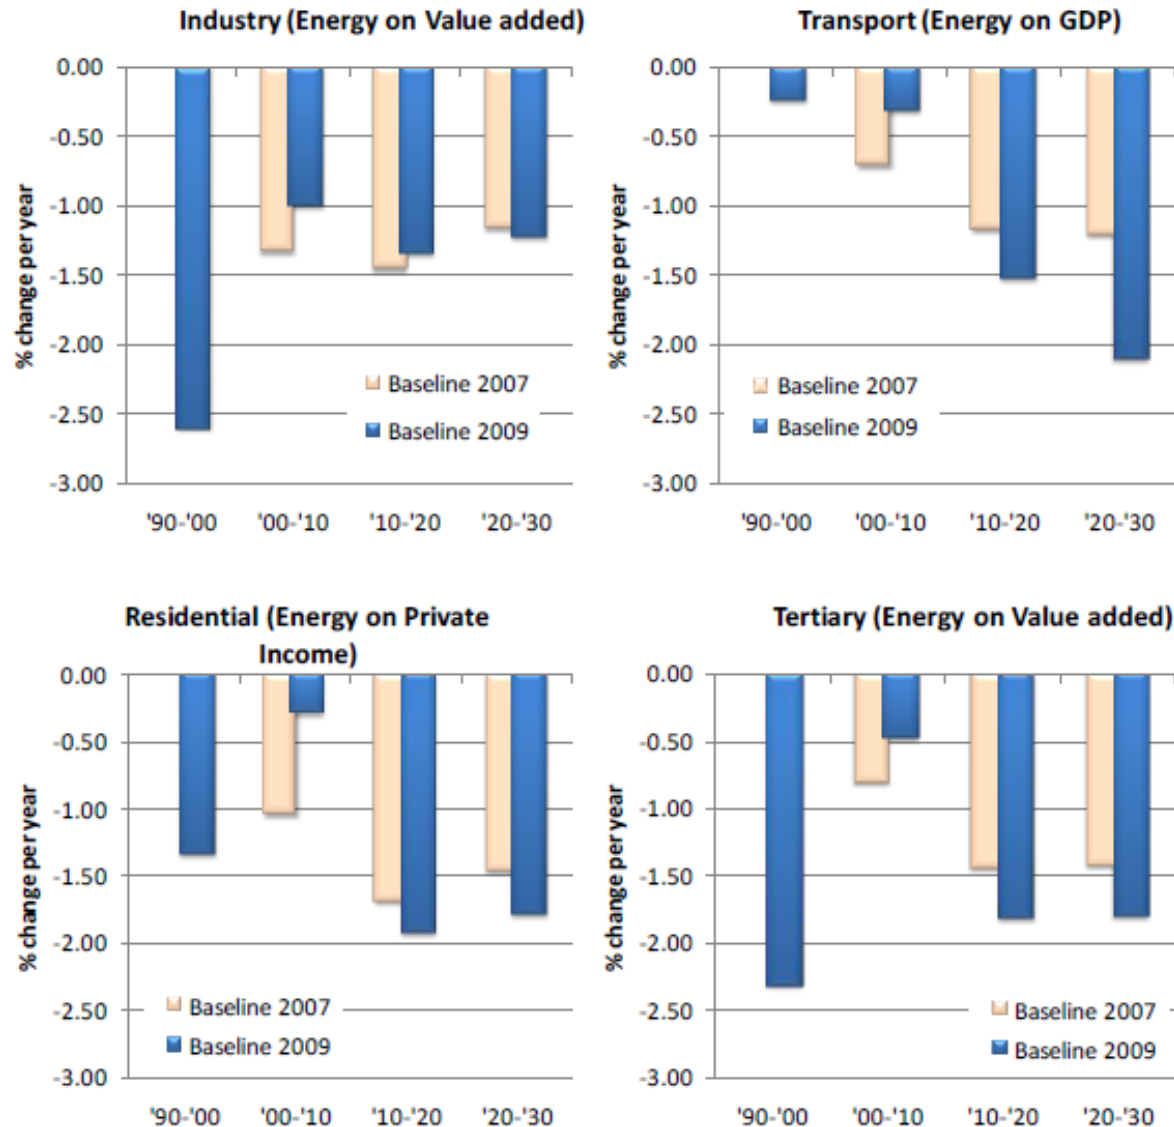 Industry (Energy on Value added)
0.00
-0.50
-1.00
-1.50
-2.00
-2.50
-3.00
% change per year
Baseline 2007
Baseline 2009
'90-'00 '00-'10 '10-'20 '20-'30
Transport (Energy on GDP)
0.00
-0.50
-1.00
-1.50
-2.00
-2.50
-3.00
% change per year
Baseline 2007
Baseline 2009
'90-'00 '00-'10 '10-'20 '20-'30
Residential (Energy on Private
Income)
0.00
-0.50
-1.00
-1.50
-2.00
-2.50
-3.00
% change per year
Baseline 2007
Baseline 2009
'90-'00 '00-'10 '10-'20 '20-'30
Tertiary (Energy on Value added)
0.00
-0.50
-1.00
-1.50
-2.00
-2.50
-3.00
% change per year
Baseline 2007
Baseline 2009
'90-'00 '00-'10 '10-'20 '20-'30